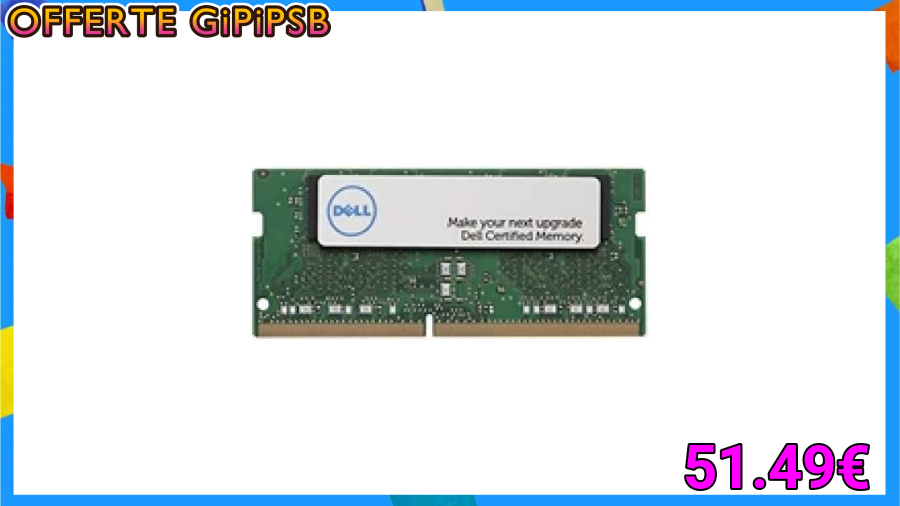 OFFERTE GiPiPSB
DELL
Make your next upgrade
Dell Certified Memory.
51.49€